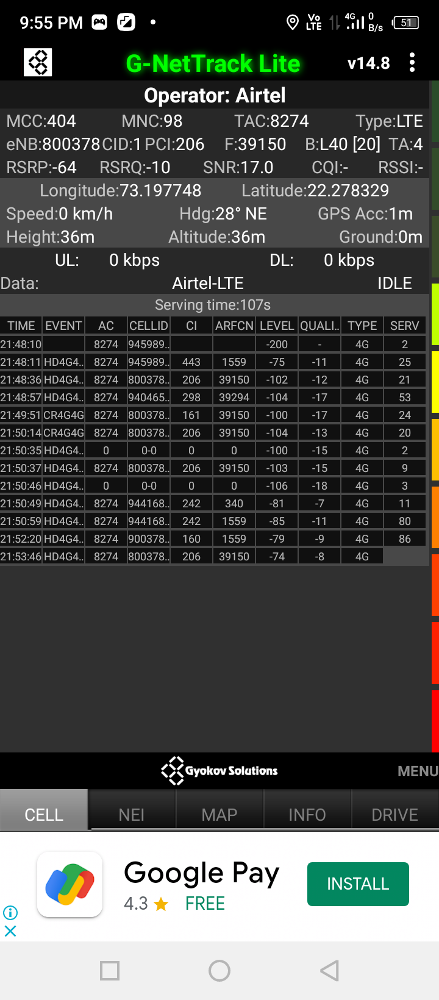 9:55 PM Vo LTE 4G 0 B/s 51
G-NetTrack Lite v14.8
Operator: Airtel
MCC:404 MNC:98 TAC:8274 Type:LTE
eNB:800378 CID:1 PCI:206 F:39150 B:L40 [20] TA:4
RSRP:-64 RSRQ:-10 SNR:17.0 CQI:- RSSI:-
Longitude:73.197748 Latitude:22.278329
Speed:0 km/h Hdg:28° NE GPS Acc:1m
Height:36m Altitude:36m Ground:0m
UL: 0 kbps DL: 0 kbps
Data: Airtel-LTE IDLE
Serving time:107s
TIME EVENT AC CELLID CI ARFCN LEVEL QUALI.. TYPE SERV
21:48:10 8274 945989.. -200 - 4G 2
21:48:11 HD4G4.. 8274 945989.. 443 1559 -75 -11 4G 25
21:48:36 HD4G4.. 8274 800378.. 206 39150 -102 -12 4G 21
21:48:57 HD4G4.. 8274 940465.. 298 39294 -104 -17 4G 53
21:49:51 CR4G4G 8274 800378.. 161 39150 -100 -17 4G 24
21:50:14 CR4G4G 8274 800378.. 206 39150 -104 -13 4G 20
21:50:35 HD4G4.. 0 0-0 0 0 -100 -15 4G 2
21:50:37 HD4G4.. 8274 800378.. 206 39150 -103 -15 4G 9
21:50:46 HD4G4.. 0 0-0 0 0 -106 -18 4G 3
21:50:49 HD4G4.. 8274 944168.. 242 340 -81 -7 4G 11
21:50:59 HD4G4.. 8274 944168.. 242 1559 -85 -11 4G 80
21:52:20 HD4G4.. 8274 900378.. 160 1559 -79 -9 4G 86
21:53:46 HD4G4.. 8274 800378.. 206 39150 -74 -8 4G
Gyokov Solutions MENU
CELL NEI MAP INFO DRIVE
Google Pay
4.3 FREE
INSTALL